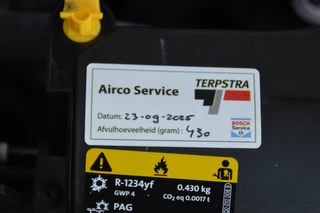 Airco Service
TERPSTRA
Datum: 23-09-2025
Afvulhoeveelheid (gram): 430
BOSCH
Service
R-1234yf 0.430 kg
GWP 4 CO2 eq 0.0017 t
PAG